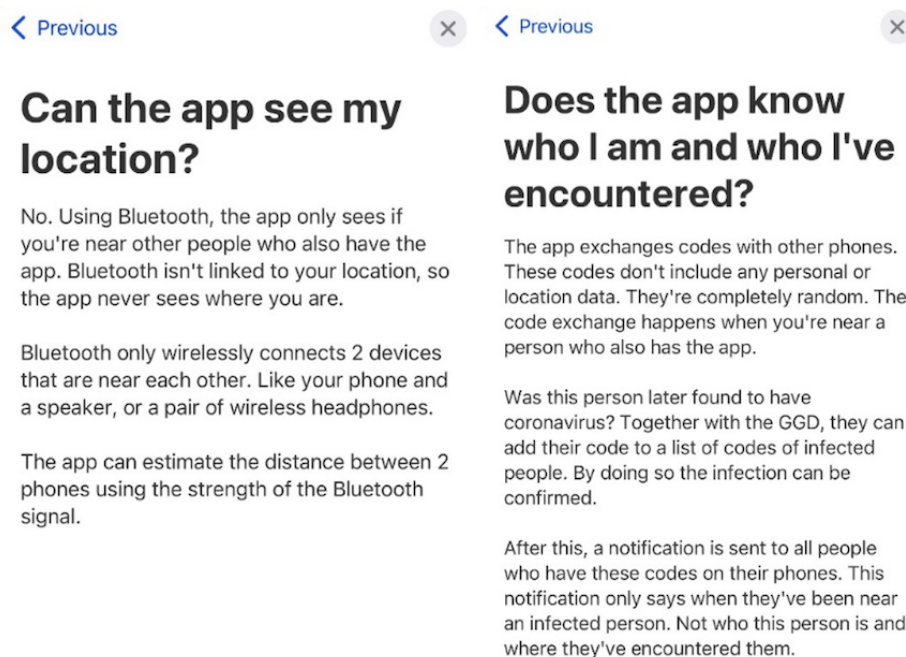 Previous
Can the app see my
location?
No. Using Bluetooth, the app only sees if
you're near other people who also have the
app. Bluetooth isn't linked to your location, so
the app never sees where you are.
Bluetooth only wirelessly connects 2 devices
that are near each other. Like your phone and
a speaker, or a pair of wireless headphones.
The app can estimate the distance between 2
phones using the strength of the Bluetooth
signal.
Previous
Does the app know
who I am and who I've
encountered?
The app exchanges codes with other phones.
These codes don't include any personal or
location data. They're completely random. The
code exchange happens when you're near a
person who also has the app.
Was this person later found to have
coronavirus? Together with the GGD, they can
add their code to a list of codes of infected
people. By doing so the infection can be
confirmed.
After this, a notification is sent to all people
who have these codes on their phones. This
notification only says when they've been near
an infected person. Not who this person is and
where they've encountered them.